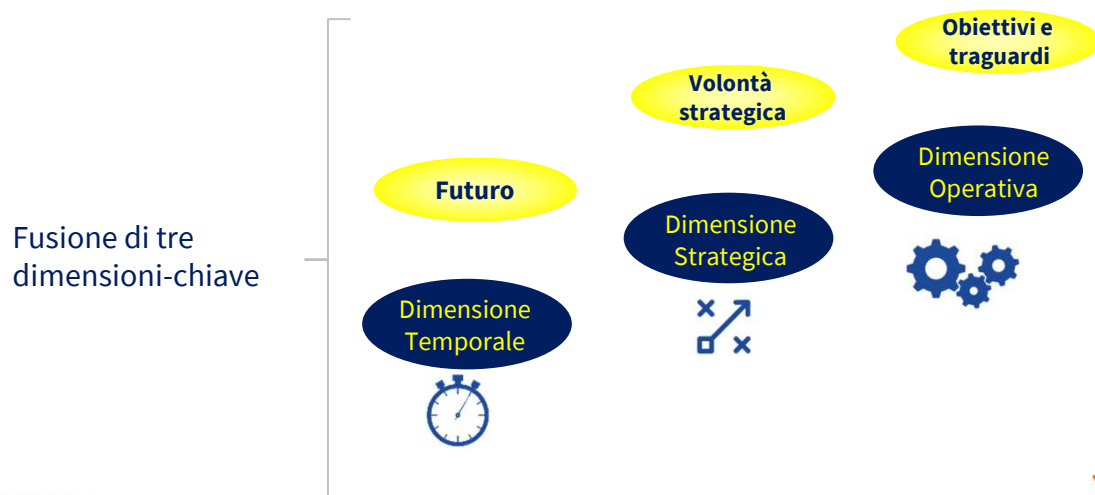 Fusione di tre
dimensioni-chiave
Futuro
Dimensione
Temporale
Volontà
strategica
Dimensione
Strategica
Obiettivi e
traguardi
Dimensione
Operativa